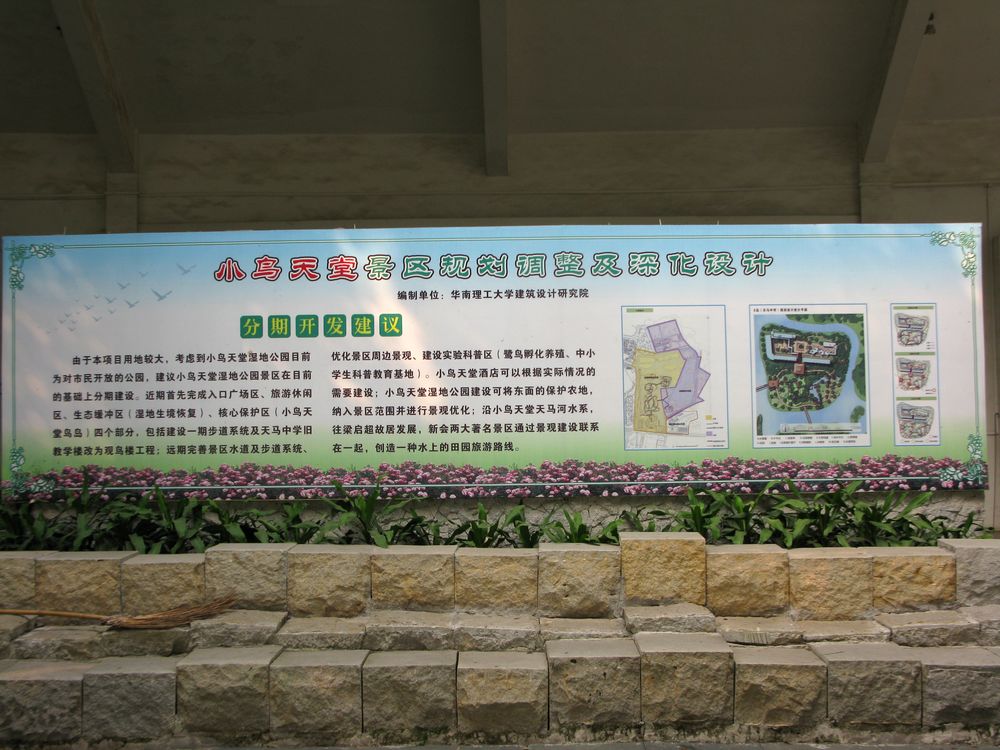 小鸟天堂景区规划调整及深化设计
编制单位：华南理工大学建筑设计研究院
分期开发建议
由于本项目用地较大，考虑到小鸟天堂湿地公园目前
为对市民开放的公园，建议小鸟天堂湿地公园景区在目前
的基础上分期建设。近期首先完成入口广场区、旅游休闲
区、生态缓冲区（湿地生境恢复）、核心保护区（小鸟天
堂鸟岛）四个部分，包括建设一期步道系统及天马中学旧
教学楼改为观鸟楼工程；远期完善景区水道及步道系统、
优化景区周边景观、建设实验科普区（鹭鸟孵化养殖、中小
学生科普教育基地）。小鸟天堂酒店可以根据实际情况的
需要建设；小鸟天堂湿地公园建设可将东面的保护农地，
纳入景区范围并进行景观优化；沿小鸟天堂天马河水系，
往梁启超故居发展，新会两大著名景区通过景观建设联系
在一起，创造一种水上的田园旅游路线。